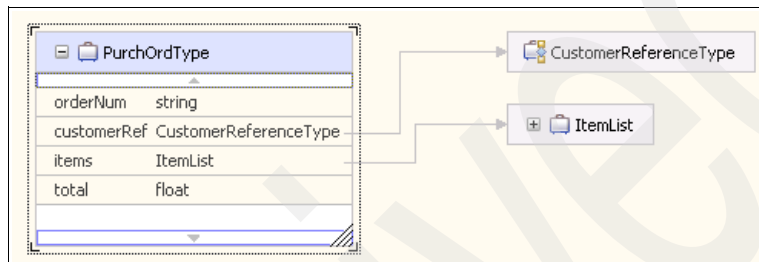 PurchOrdType
orderNum string
customerRef CustomerReferenceType
items ItemList
total float
CustomerReferenceType
ItemList